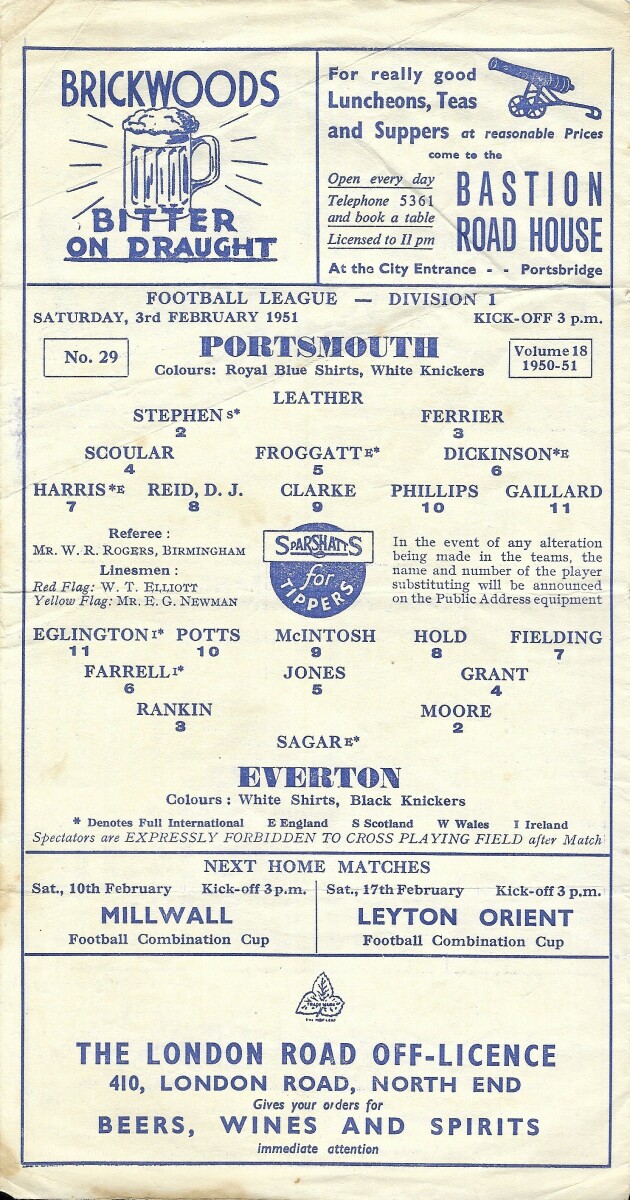 BRICKWOODS
BITTER
ON DRAUGHT
For really good
Luncheons, Teas
and Suppers at reasonable Prices
come to the
Open every day
Telephone 5361
and book a table
Licensed to 11 pm
BASTION
ROAD HOUSE
At the City Entrance - - Portsbridge
FOOTBALL LEAGUE — DIVISION 1
SATURDAY, 3rd FEBRUARY 1951 KICK-OFF 3 p.m.
No. 29
PORTSMOUTH
Colours: Royal Blue Shirts, White Knickers
Volume 18
1950-51
LEATHER
STEPHEN S* FERRIER
2 3
SCOULAR FROGGATT E* DICKINSON *E
4 5 6
HARRIS *E REID, D. J. CLARKE PHILLIPS GAILLARD
7 8 9 10 11
Referee :
MR. W. R. ROGERS, BIRMINGHAM
Linesmen :
Red Flag: W. T. ELLIOTT
Yellow Flag: MR. E. G. NEWMAN
SPARSHATTS
for
TIPPERS
In the event of any alteration
being made in the teams, the
name and number of the player
substituting will be announced
on the Public Address equipment
EGLINGTON I* POTTS McINTOSH HOLD FIELDING
11 10 9 8 7
FARRELL I* JONES GRANT
6 5 4
RANKIN MOORE
3 2
SAGAR E*
EVERTON
Colours : White Shirts, Black Knickers
* Denotes Full International E England S Scotland W Wales I Ireland
Spectators are EXPRESSLY FORBIDDEN TO CROSS PLAYING FIELD after Match
NEXT HOME MATCHES
Sat., 10th February Kick-off 3 p.m.
MILLWALL
Football Combination Cup
Sat., 17th February Kick-off 3 p.m.
LEYTON ORIENT
Football Combination Cup
TRADE MARK
THE LONDON ROAD OFF-LICENCE
410, LONDON ROAD, NORTH END
Gives your orders for
BEERS, WINES AND SPIRITS
immediate attention